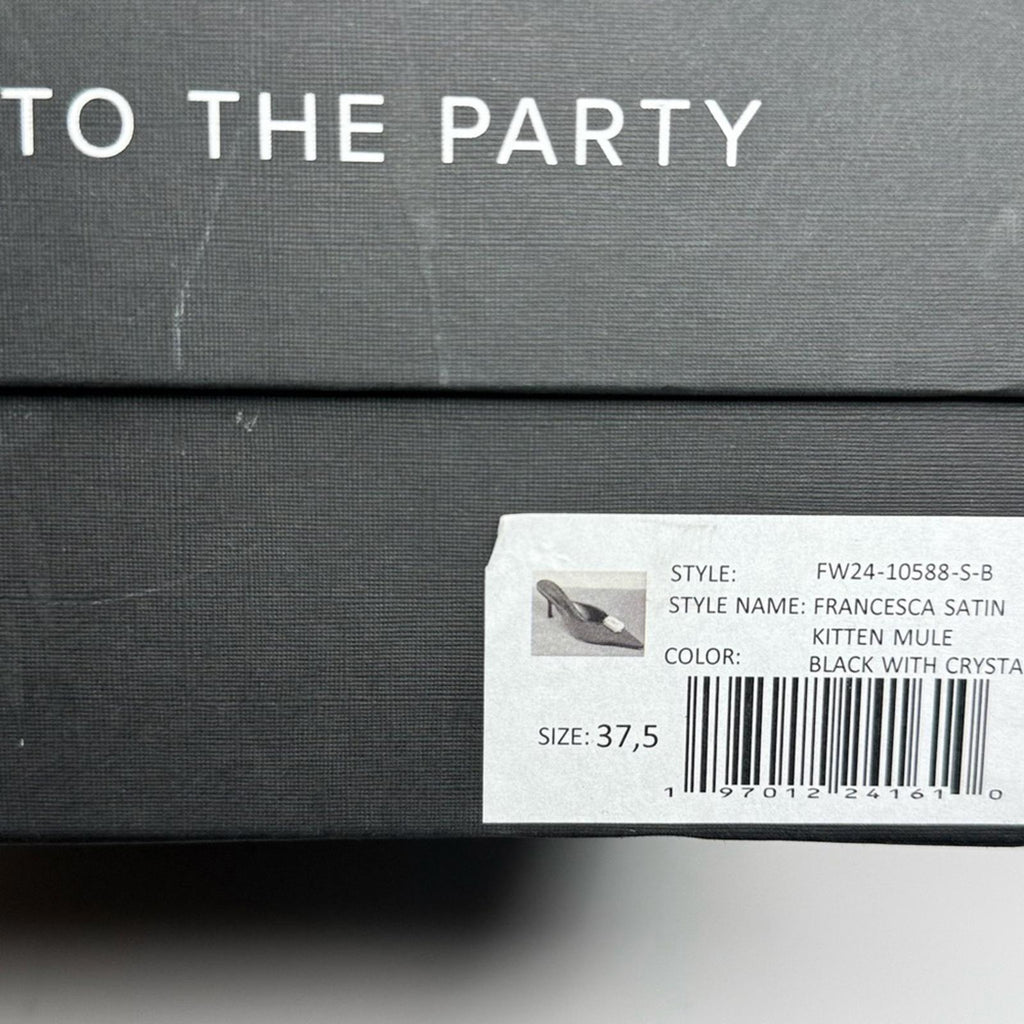 TO THE PARTY
STYLE: FW24-10588-S-B
STYLE NAME: FRANCESCA SATIN
KITTEN MULE
COLOR: BLACK WITH CRYSTA
SIZE: 37,5
1 97012 24161 0